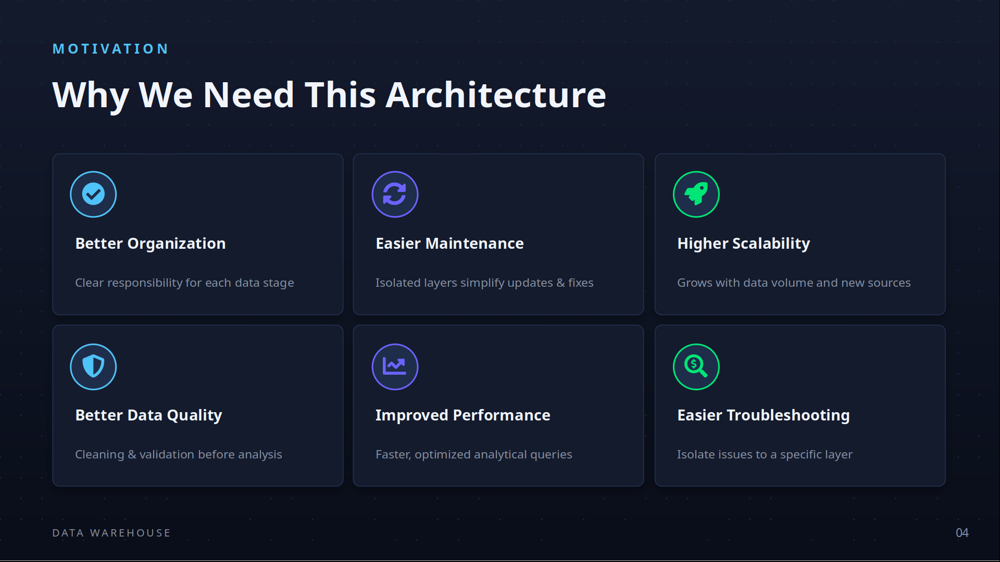 MOTIVATION
Why We Need This Architecture
Better Organization
Clear responsibility for each data stage
Easier Maintenance
Isolated layers simplify updates & fixes
Higher Scalability
Grows with data volume and new sources
Better Data Quality
Cleaning & validation before analysis
Improved Performance
Faster, optimized analytical queries
$
Easier Troubleshooting
Isolate issues to a specific layer
DATA WAREHOUSE
04